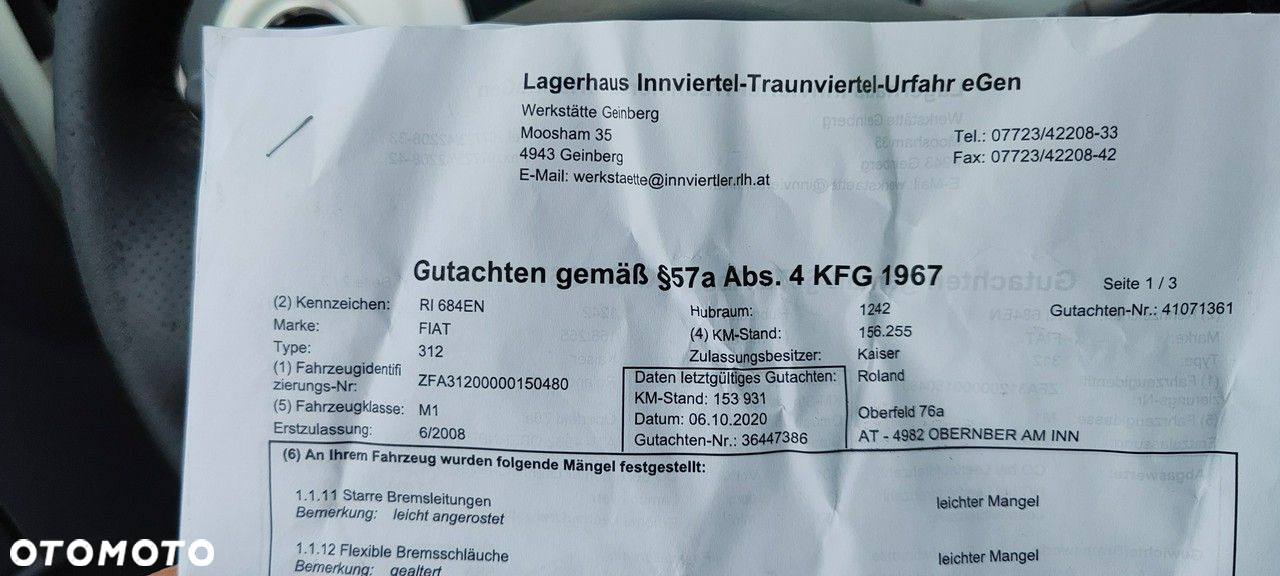 Lagerhaus Innviertel-Traunviertel-Urfahr eGen
Werkstätte Geinberg
Moosham 35
4943 Geinberg
E-Mail: werkstaette@innviertler.rlh.at
Tel.: 07723/42208-33
Fax: 07723/42208-42
Gutachten gemäß §57a Abs. 4 KFG 1967
Seite 1 / 3
Gutachten-Nr.: 41071361
(2) Kennzeichen: RI 684EN
Marke: FIAT
Type: 312
(1) Fahrzeugidentifi
zierungs-Nr: ZFA31200000150480
(5) Fahrzeugklasse: M1
Erstzulassung: 6/2008
Hubraum: 1242
(4) KM-Stand: 156.255
Zulassungsbesitzer: Kaiser
Roland
Oberfeld 76a
AT - 4982 OBERNBER AM INN
Daten letztgültiges Gutachten:
KM-Stand: 153 931
Datum: 06.10.2020
Gutachten-Nr.: 36447386
(6) An Ihrem Fahrzeug wurden folgende Mängel festgestellt:
1.1.11 Starre Bremsleitungen leichter Mangel
Bemerkung: leicht angerostet
1.1.12 Flexible Bremsschläuche leichter Mangel
Bemerkung: gealtert
OTOMOTO